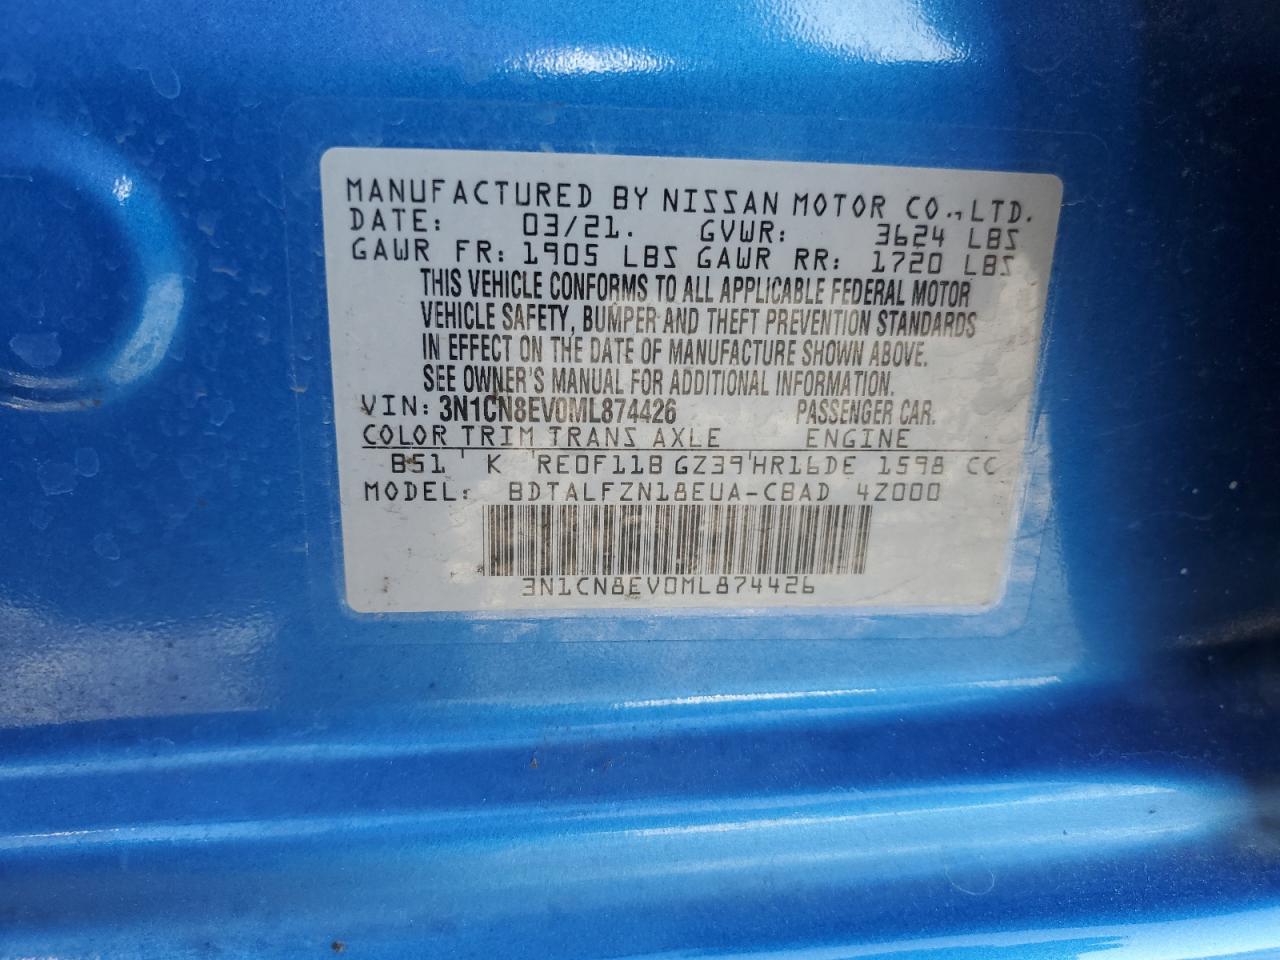 MANUFACTURED BY NISSAN MOTOR CO., LTD.
DATE: 03/21. GVWR: 3624 LBS
GAWR FR: 1905 LBS GAWR RR: 1720 LBS
THIS VEHICLE CONFORMS TO ALL APPLICABLE FEDERAL MOTOR
VEHICLE SAFETY, BUMPER AND THEFT PREVENTION STANDARDS
IN EFFECT ON THE DATE OF MANUFACTURE SHOWN ABOVE.
SEE OWNER'S MANUAL FOR ADDITIONAL INFORMATION.
VIN: 3N1CN8EV0ML874426 PASSENGER CAR.
COLOR TRIM TRANS AXLE ENGINE
B51 K RE0F11B GZ39 HR16DE 1598 CC
MODEL: BDTALFZN18EUA-CBAD 4Z000
3N1CN8EV0ML874426